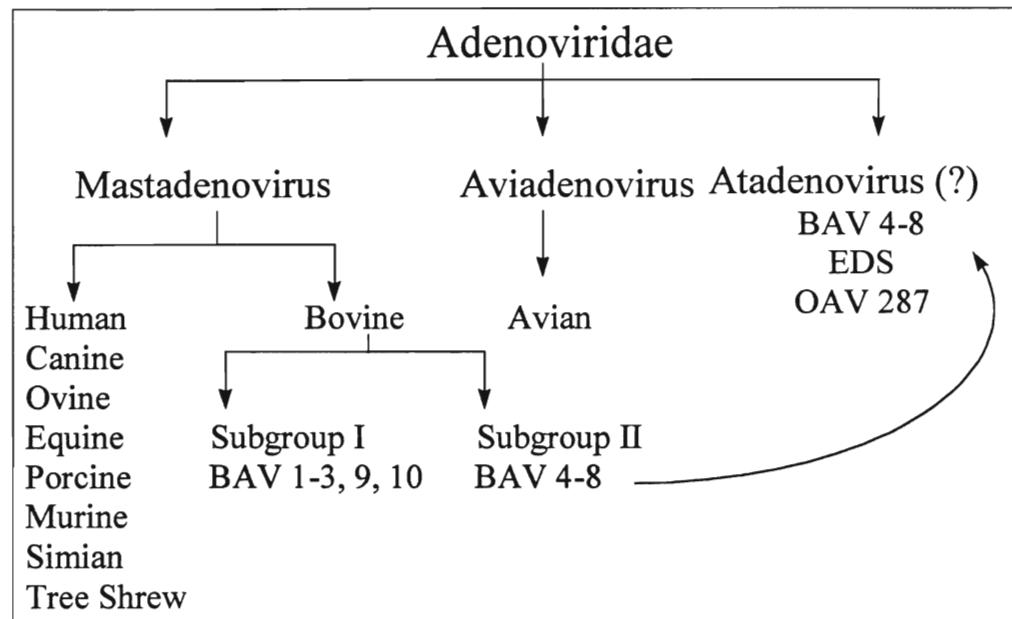 Adenoviridae
Mastadenovirus
Aviadenovirus
Atadenovirus (?)
BAV 4-8
EDS
OAV 287
Human
Canine
Ovine
Equine
Porcine
Murine
Simian
Tree Shrew
Bovine
Avian
Subgroup I
BAV 1-3, 9, 10
Subgroup II
BAV 4-8